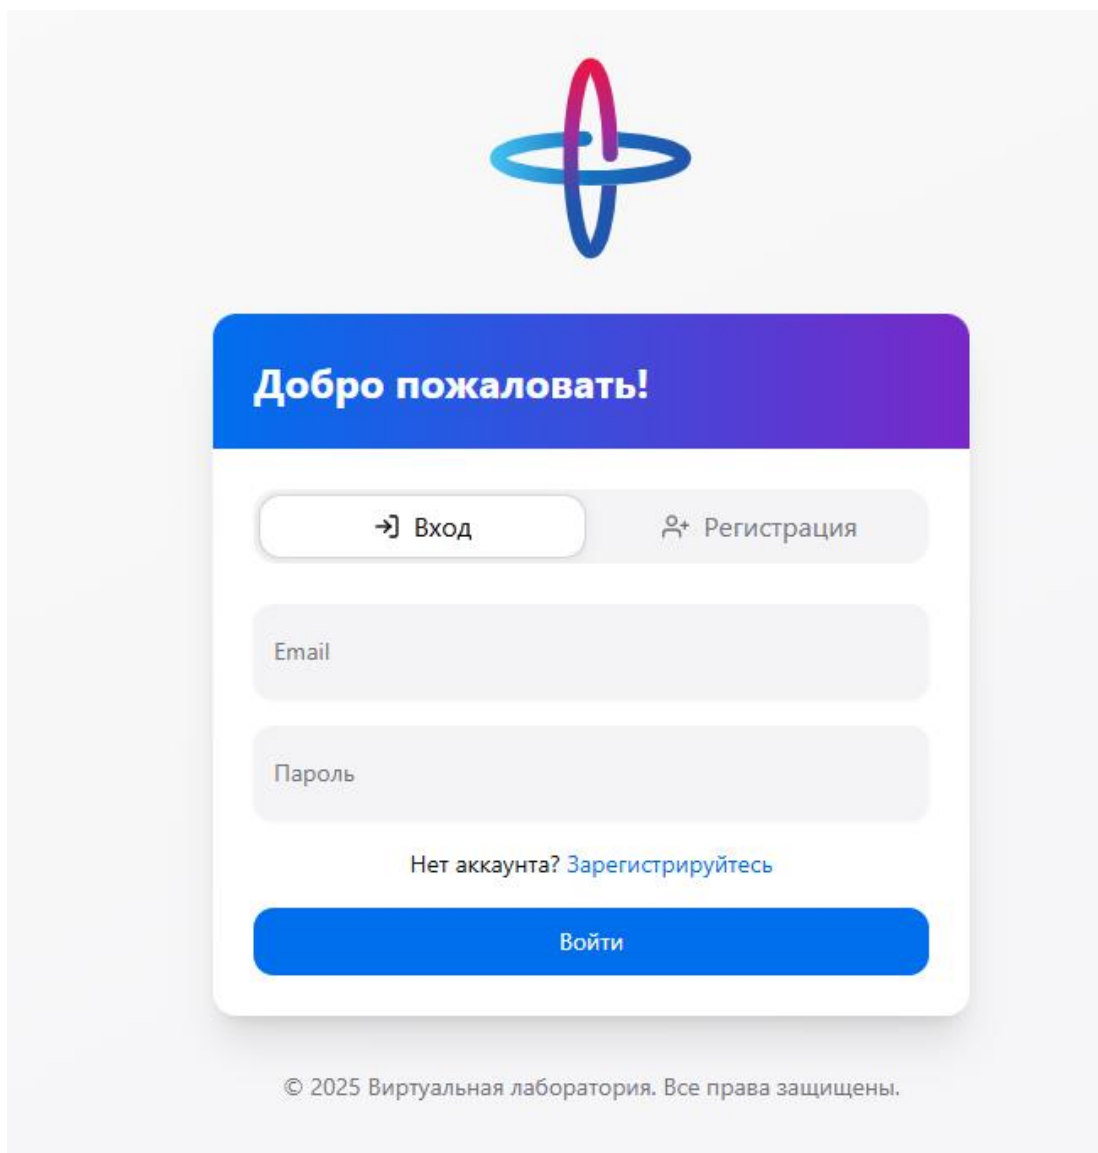 Добро пожаловать!
Вход
Регистрация
Email
Пароль
Нет аккаунта? Зарегистрируйтесь
Войти
© 2025 Виртуальная лаборатория. Все права защищены.